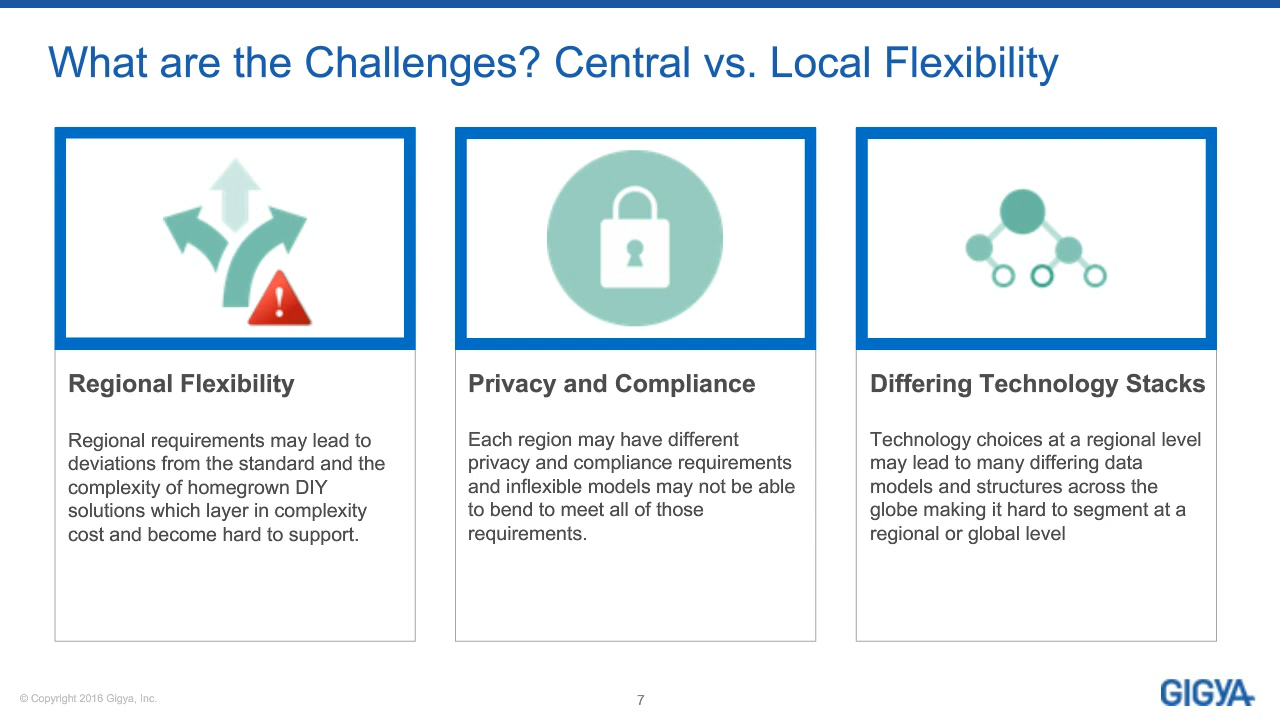 What are the Challenges? Central vs. Local Flexibility
Regional Flexibility
Regional requirements may lead to
deviations from the standard and the
complexity of homegrown DIY
solutions which layer in complexity
cost and become hard to support.
Privacy and Compliance
Each region may have different
privacy and compliance requirements
and inflexible models may not be able
to bend to meet all of those
requirements.
Differing Technology Stacks
Technology choices at a regional level
may lead to many differing data
models and structures across the
globe making it hard to segment at a
regional or global level
© Copyright 2016 Gigya, Inc.
7
GIGYA